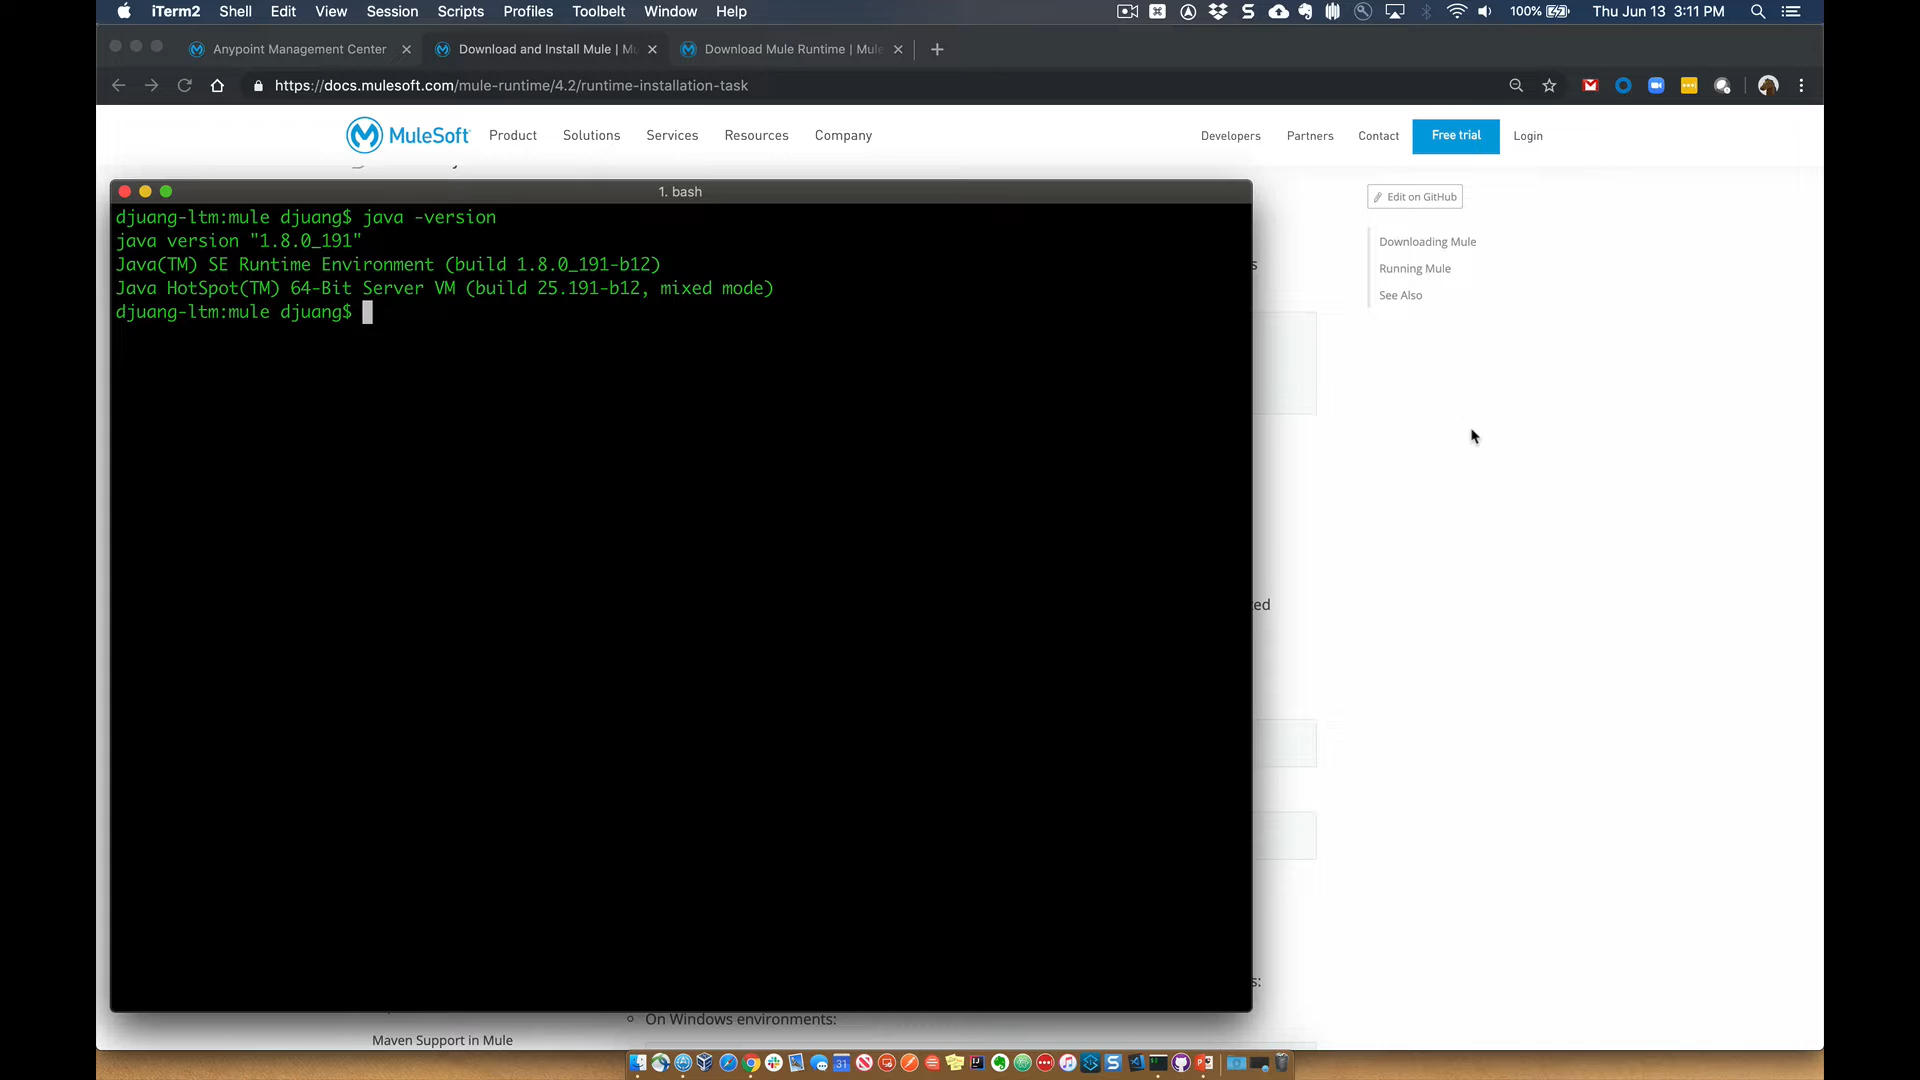 iTerm2 Shell Edit View Session Scripts Profiles Toolbelt Window Help 100% Thu Jun 13 3:11 PM
Anypoint Management Center Download and Install Mule | Download Mule Runtime | Mule
https://docs.mulesoft.com/mule-runtime/4.2/runtime-installation-task
MuleSoft Product Solutions Services Resources Company Developers Partners Contact Free trial Login
1. bash
Edit on GitHub
djuang-ltm:mule djuang$ java -version
java version "1.8.0_191"
Downloading Mule
Java(TM) SE Runtime Environment (build 1.8.0_191-b12)
Running Mule
Java HotSpot(TM) 64-Bit Server VM (build 25.191-b12, mixed mode)
See Also
djuang-ltm:mule djuang$
On Windows environments:
Maven Support in Mule